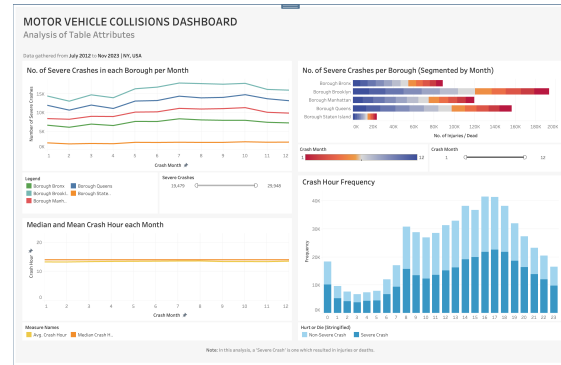 MOTOR VEHICLE COLLISIONS DASHBOARD
Analysis of Table Attributes
Data gathered from July 2012 to Nov 2023 | NY, USA
No. of Severe Crashes in each Borough per Month
Number of Severe Crashes
15K
10K
5K
0K
1 2 3 4 5 6 7 8 9 10 11 12
Crash Month
Legend
Borough Bronx
Borough Queens
Borough Brookl..
Borough State..
Borough Manh..
Severe Crashes
23,479
29,948
Median and Mean Crash Hour each Month
Crash Hour
20
10
0
1 2 3 4 5 6 7 8 9 10 11 12
Crash Month
Measure Names
Avg. Crash Hour
Median Crash H..
No. of Severe Crashes per Borough (Segmented by Month)
Borough Bronx
Borough Brooklyn
Borough Manhattan
Borough Queens
Borough Staten Island
0K 20K 40K 60K 80K 100K 120K 140K 160K 180K 200K
No. of Injuries / Dead
Crash Month
1 12
Crash Month
1 12
Crash Hour Frequency
Frequency
40K
30K
20K
10K
0K
0 1 2 3 4 5 6 7 8 9 10 11 12 13 14 15 16 17 18 19 20 21 22 23
Hurt or Die (Stringified)
Non-Severe Crash
Severe Crash
Note: In this analysis, a "Severe Crash" is one which resulted in injuries or deaths.